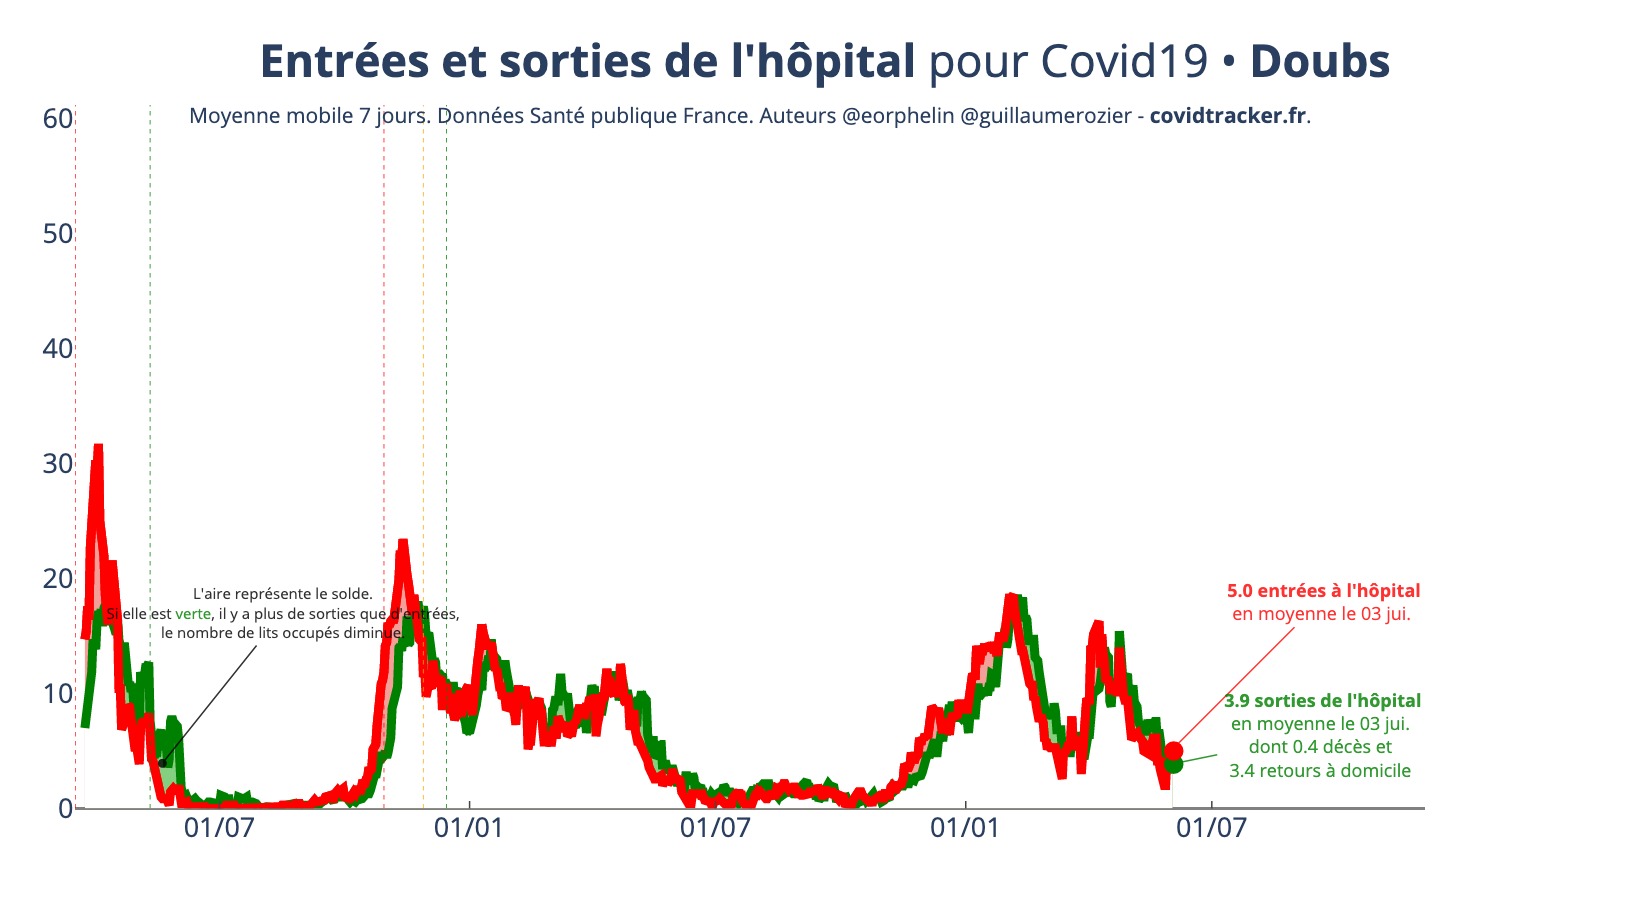 Entrées et sorties de l'hôpital pour Covid19 • Doubs
Moyenne mobile 7 jours. Données Santé publique France. Auteurs @eorphelin @guillaumerozier - covidtracker.fr.
60
50
40
30
20
10
0
L'aire représente le solde.
Si elle est verte, il y a plus de sorties que d'entrées,
le nombre de lits occupés diminue.
5.0 entrées à l'hôpital
en moyenne le 03 jui.
3.9 sorties de l'hôpital
en moyenne le 03 jui.
dont 0.4 décès et
3.4 retours à domicile
01/07
01/01
01/07
01/01
01/07